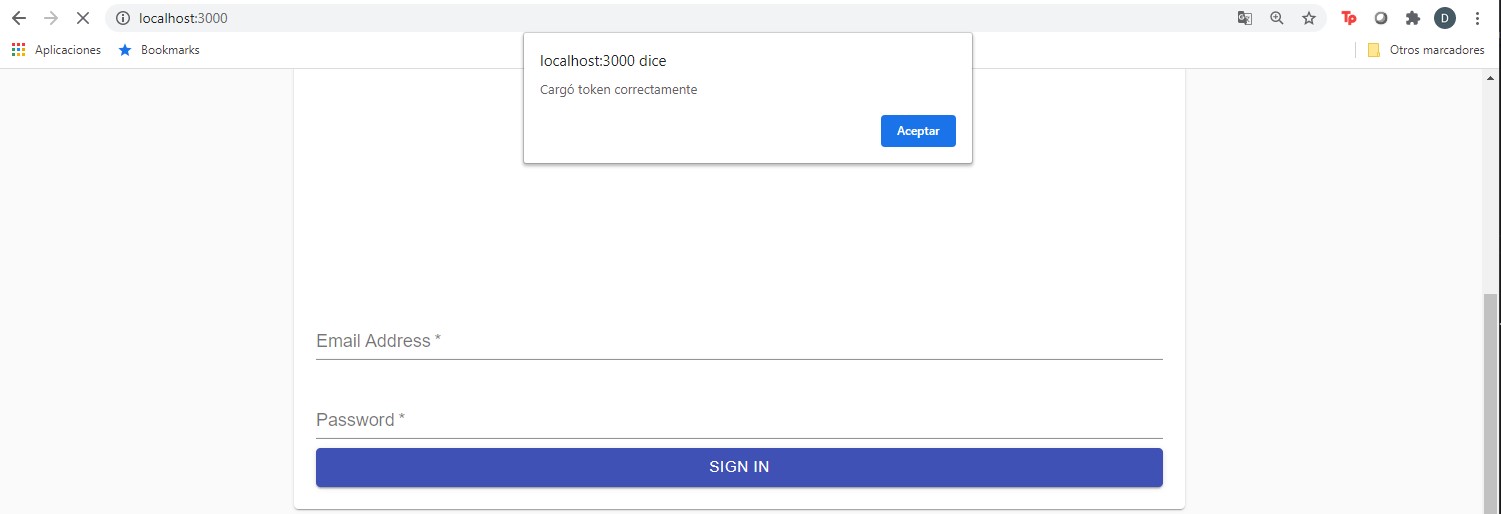 localhost:3000
Tp
D
Aplicaciones
Bookmarks
Otros marcadores
localhost:3000 dice
Cargó token correctamente
Aceptar
Email Address *
Password *
SIGN IN